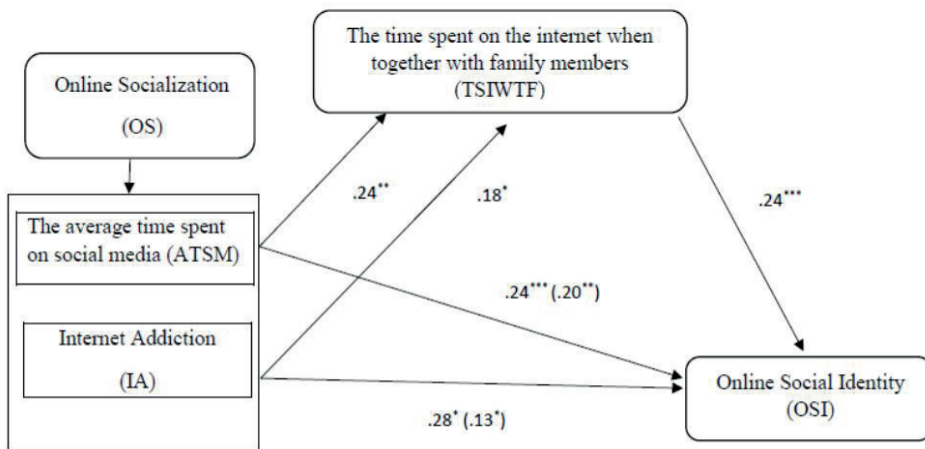 The time spent on the internet when
together with family members
(TSIWTF)
Online Socialization
(OS)
.24**
.18*
.24***
The average time spent
on social media (ATSM)
.24*** (.20**)
Internet Addiction
(IA)
Online Social Identity
(OSI)
.28* (.13*)